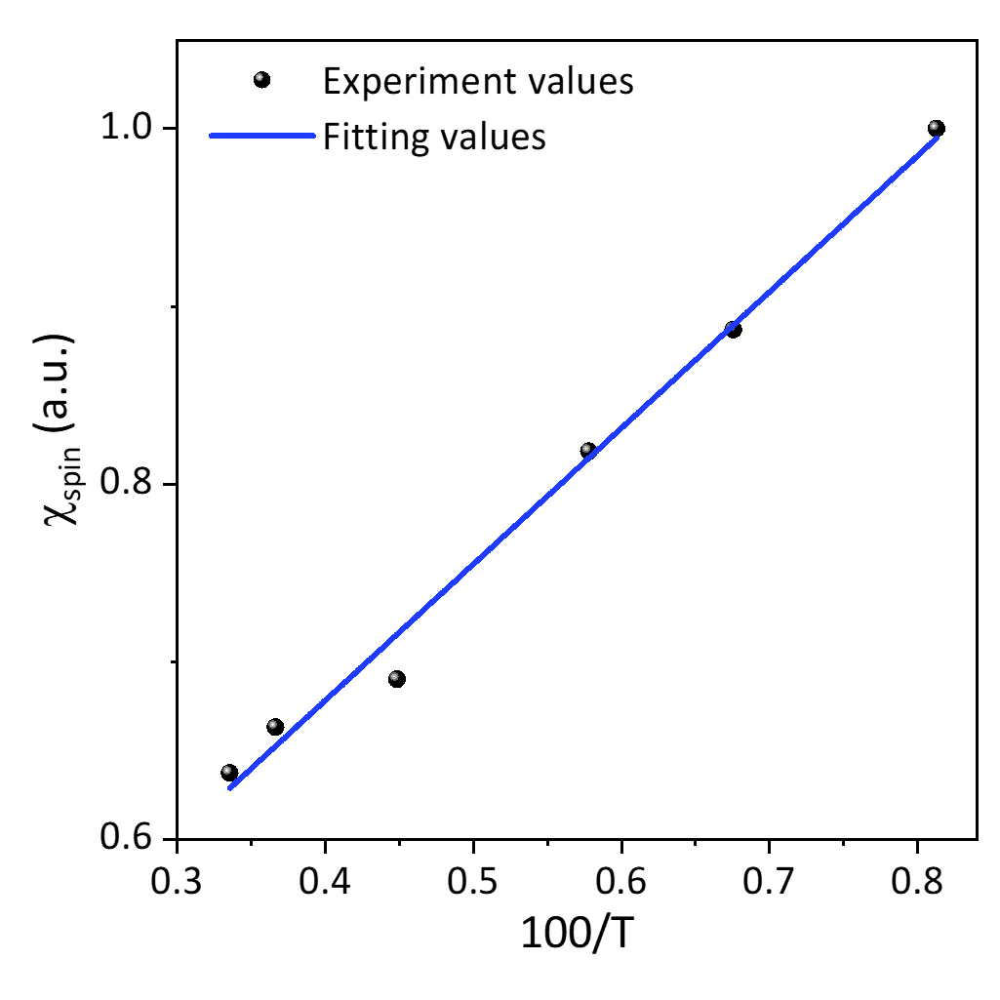 Experiment values
Fitting values
1.0
0.8
0.6
χspin (a.u.)
0.3 0.4 0.5 0.6 0.7 0.8
100/T